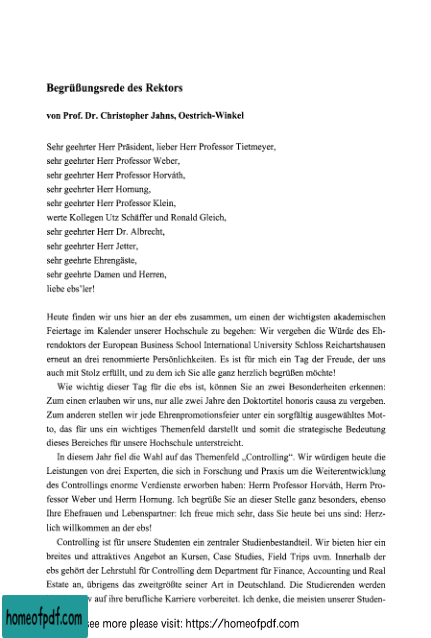 Begrüßungsrede des Rektors
von Prof. Dr. Christopher Jahns, Oestrich-Winkel
Sehr geehrter Herr Präsident, lieber Herr Professor Tietmeyer,
sehr geehrter Herr Professor Weber,
sehr geehrter Herr Professor Horváth,
sehr geehrter Herr Hornung,
sehr geehrter Herr Professor Klein,
werte Kollegen Utz Schäffer und Ronald Gleich,
sehr geehrter Herr Dr. Albrecht,
sehr geehrter Herr Jetter,
sehr geehrte Ehrengäste,
sehr geehrte Damen und Herren,
liebe ebs'ler!
Heute finden wir uns hier an der ebs zusammen, um einen der wichtigsten akademischen
Feiertage im Kalender unserer Hochschule zu begehen: Wir vergeben die Würde des Eh-
rendoktors der European Business School International University Schloss Reichartshausen
erneut an drei renommierte Persönlichkeiten. Es ist für mich ein Tag der Freude, der uns
auch mit Stolz erfüllt, und zu dem ich Sie alle ganz herzlich begrüßen möchte!
Wie wichtig dieser Tag für die ebs ist, können Sie an zwei Besonderheiten erkennen:
Zum einen erlauben wir uns, nur alle zwei Jahre den Doktortitel honoris causa zu vergeben.
Zum anderen stellen wir jede Ehrenpromotionsfeier unter ein sorgfältig ausgewähltes Mot-
to, das für uns ein wichtiges Themenfeld darstellt und somit die strategische Bedeutung
dieses Bereiches für unsere Hochschule unterstreicht.
In diesem Jahr fiel die Wahl auf das Themenfeld „Controlling“. Wir würdigen heute die
Leistungen von drei Experten, die sich in Forschung und Praxis um die Weiterentwicklung
des Controllings enorme Verdienste erworben haben: Herrn Professor Horváth, Herrn Pro-
fessor Weber und Herrn Hornung. Ich begrüße Sie an dieser Stelle ganz besonders, ebenso
Ihre Ehefrauen und Lebenspartner: Ich freue mich sehr, dass Sie heute bei uns sind: Herz-
lich willkommen an der ebs!
Controlling ist für unsere Studenten ein zentraler Studienbestandteil. Wir bieten hier ein
breites und attraktives Angebot an Kursen, Case Studies, Field Trips uvm. Innerhalb der
ebs gehört der Lehrstuhl für Controlling dem Department für Finance, Accounting und Real
Estate an, übrigens das zweitgrößte seiner Art in Deutschland. Die Studierenden werden
auf ihre berufliche Karriere vorbereitet. Ich denke, die meisten unserer Studen-
homeofpdf.com
see more please visit: https://homeofpdf.com